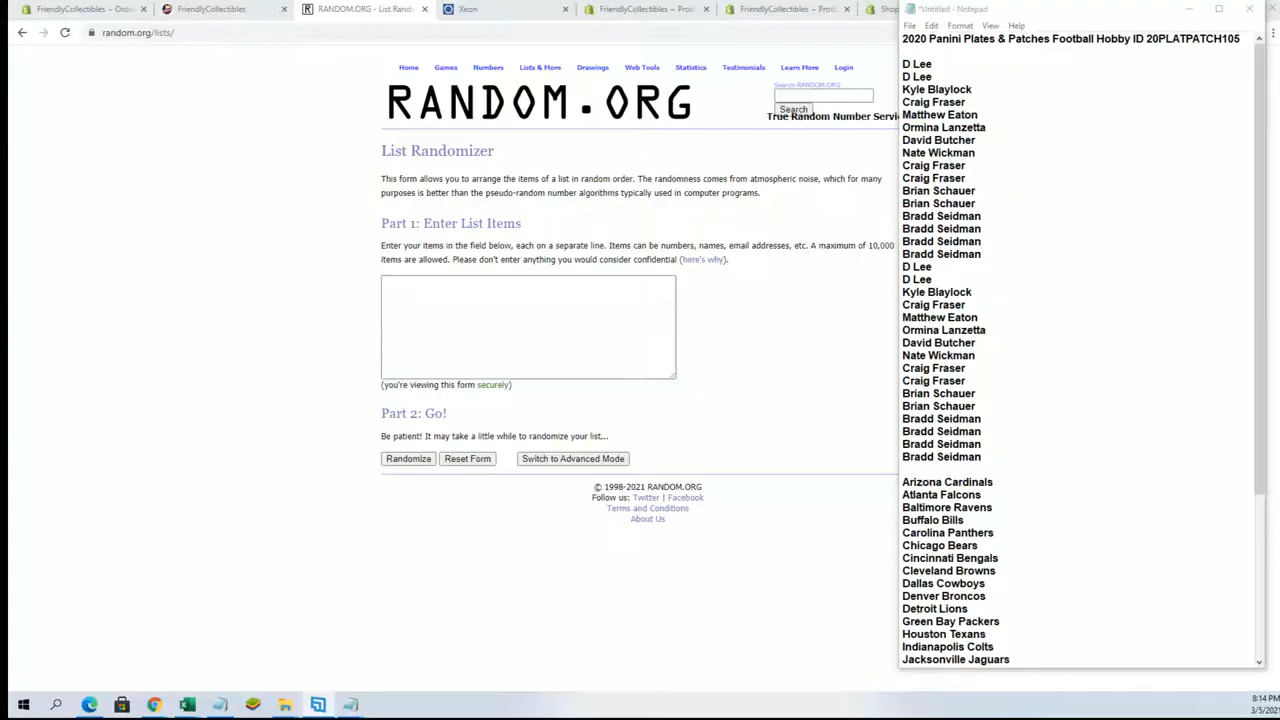 FriendlyCollectibles – Ord
FriendlyCollectibles
RANDOM.ORG - List Rand
Xeon
FriendlyCollectibles ~ Prod
FriendlyCollectibles ~ Prod
Shop
*Untitled - Notepad
random.org/lists/
File Edit Format View Help
2020 Panini Plates & Patches Football Hobby ID 20PLATPATCH105
Home Games Numbers Lists & More Drawings Web Tools Statistics Testimonials Learn More Login
RANDOM.ORG
Search RANDOM.ORG
Search
True Random Number Servi
List Randomizer
This form allows you to arrange the items of a list in random order. The randomness comes from atmospheric noise, which for many
purposes is better than the pseudo-random number algorithms typically used in computer programs.
Part 1: Enter List Items
Enter your items in the field below, each on a separate line. Items can be numbers, names, email addresses, etc. A maximum of 10,000
items are allowed. Please don't enter anything you would consider confidential (here's why).
(you're viewing this form securely)
Part 2: Go!
Be patient! It may take a little while to randomize your list...
Randomize Reset Form Switch to Advanced Mode
© 1998-2021 RANDOM.ORG
Follow us: Twitter | Facebook
Terms and Conditions
About Us
D Lee
D Lee
Kyle Blaylock
Craig Fraser
Matthew Eaton
Ormina Lanzetta
David Butcher
Nate Wickman
Craig Fraser
Craig Fraser
Brian Schauer
Brian Schauer
Bradd Seidman
Bradd Seidman
Bradd Seidman
Bradd Seidman
D Lee
D Lee
Kyle Blaylock
Craig Fraser
Matthew Eaton
Ormina Lanzetta
David Butcher
Nate Wickman
Craig Fraser
Craig Fraser
Brian Schauer
Brian Schauer
Bradd Seidman
Bradd Seidman
Bradd Seidman
Bradd Seidman
Arizona Cardinals
Atlanta Falcons
Baltimore Ravens
Buffalo Bills
Carolina Panthers
Chicago Bears
Cincinnati Bengals
Cleveland Browns
Dallas Cowboys
Denver Broncos
Detroit Lions
Green Bay Packers
Houston Texans
Indianapolis Colts
Jacksonville Jaguars
8:14 PM
3/5/2021